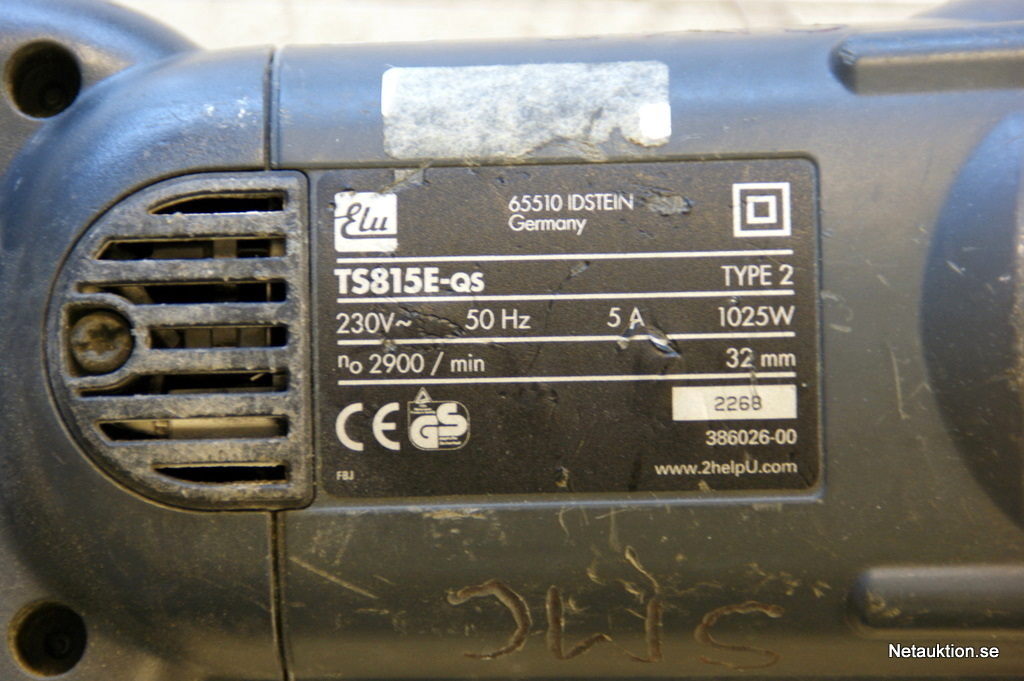 Elu
65510 IDSTEIN
Germany
TS815E-QS TYPE 2
230V~ 50 Hz 5 A 1025W
no 2900 / min 32 mm
CE GS
2268
386026-00
www.2helpU.com
FBJ
Netauktion.se